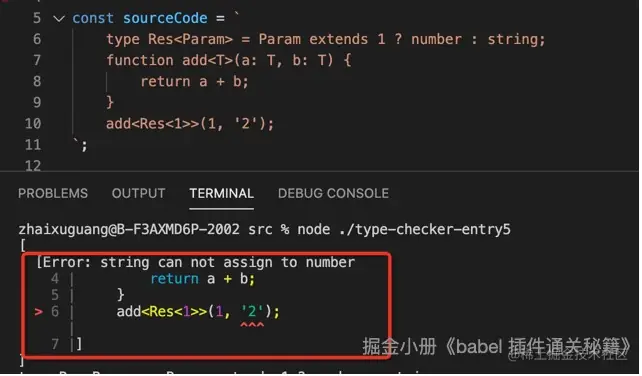 5 const sourceCode = `
6 type Res<Param> = Param extends 1 ? number : string;
7 function add<T>(a: T, b: T) {
8 return a + b;
9 }
10 add<Res<1>>(1, '2');
11 `;
12
PROBLEMS OUTPUT TERMINAL DEBUG CONSOLE
zhaixuguang@B-F3AXMD6P-2002 src % node ./type-checker-entry5
[
[Error: string can not assign to number
4 | return a + b;
5 | }
> 6 | add<Res<1>>(1, '2');
| ^^^
7 | ]
掘金小册《babel 插件通关秘籍》
@稀土掘金技术社区
]